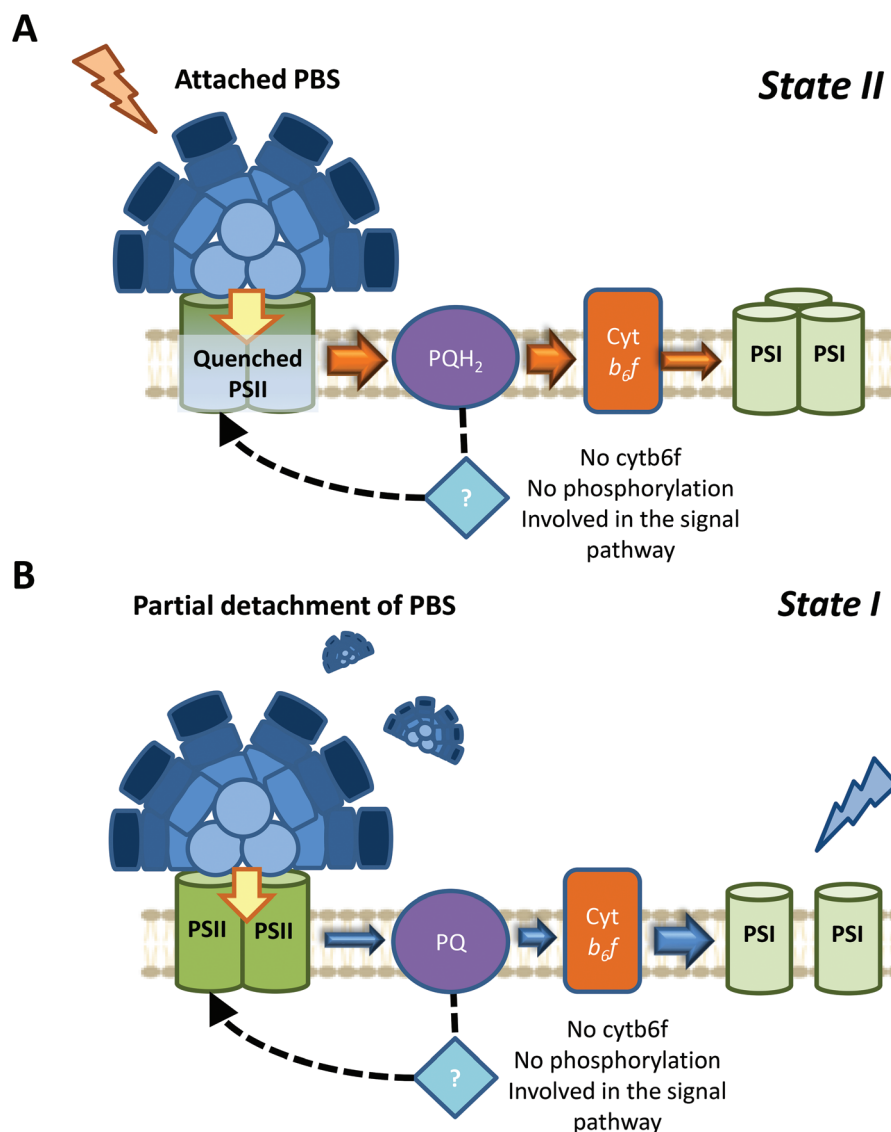 A
Attached PBS
State II
Quenched
PSII
PQH₂
Cyt
b₆f
PSI
PSI
?
No cytb6f
No phosphorylation
Involved in the signal
pathway
B
Partial detachment of PBS
State I
PSII
PSII
PQ
Cyt
b₆f
PSI
PSI
?
No cytb6f
No phosphorylation
Involved in the signal
pathway